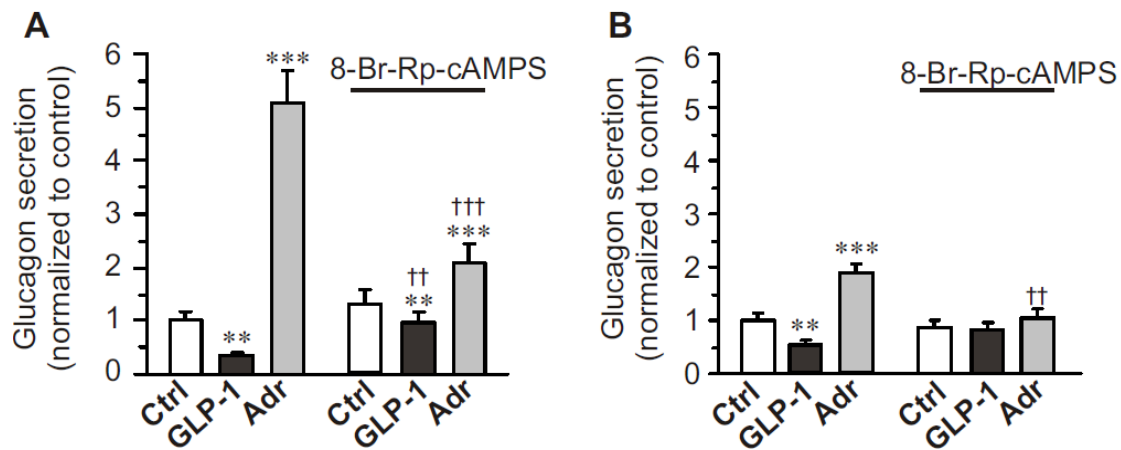 A
Glucagon secretion
(normalized to control)
6
5
4
3
2
1
0
***
8-Br-Rp-cAMPS
**
††
**
†††
***
Ctrl
GLP-1
Adr
Ctrl
GLP-1
Adr
B
Glucagon secretion
(normalized to control)
6
5
4
3
2
1
0
8-Br-Rp-cAMPS
**
***
††
Ctrl
GLP-1
Adr
Ctrl
GLP-1
Adr